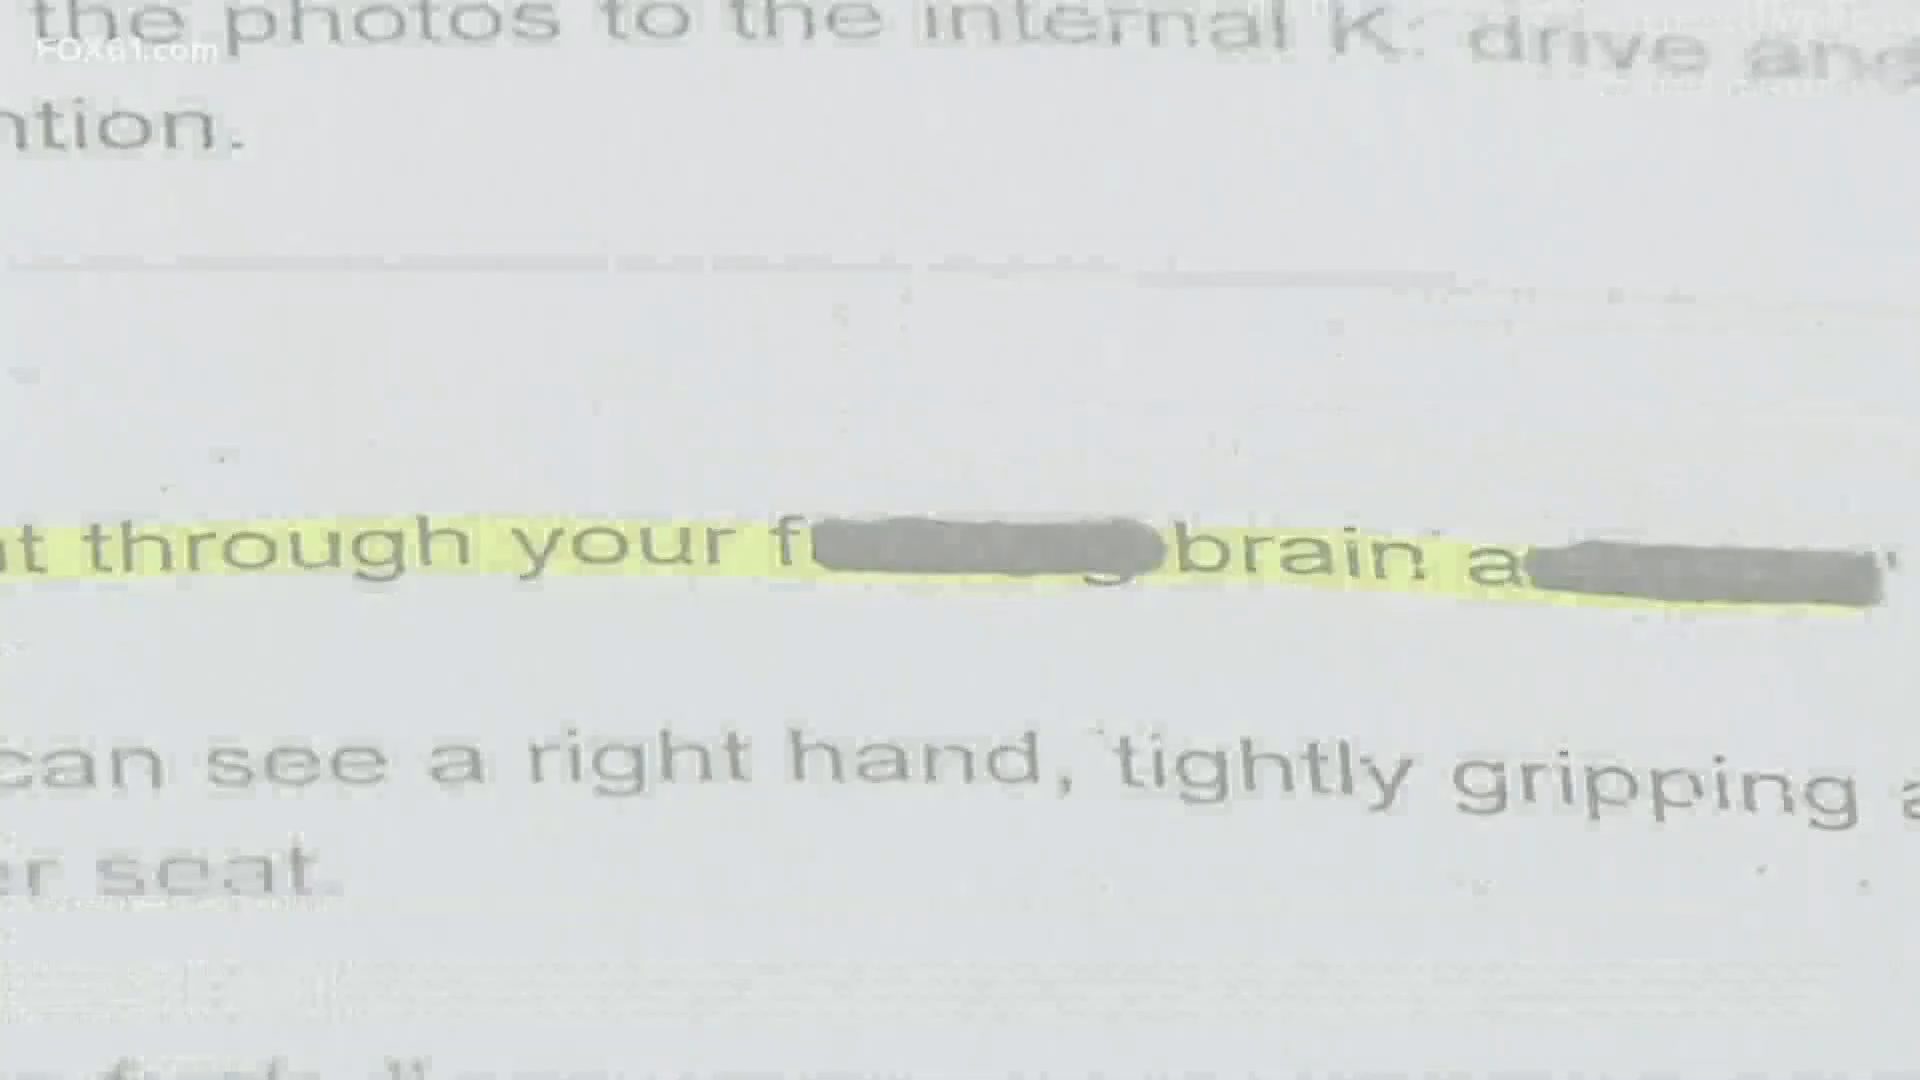 the photos to the internal K: drive and
FOX61.com
ntion.
t through your f brain a
can see a right hand, tightly gripping a
er seat.